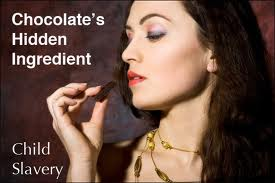 Chocolate's
Hidden
Ingredient
Child
Slavery